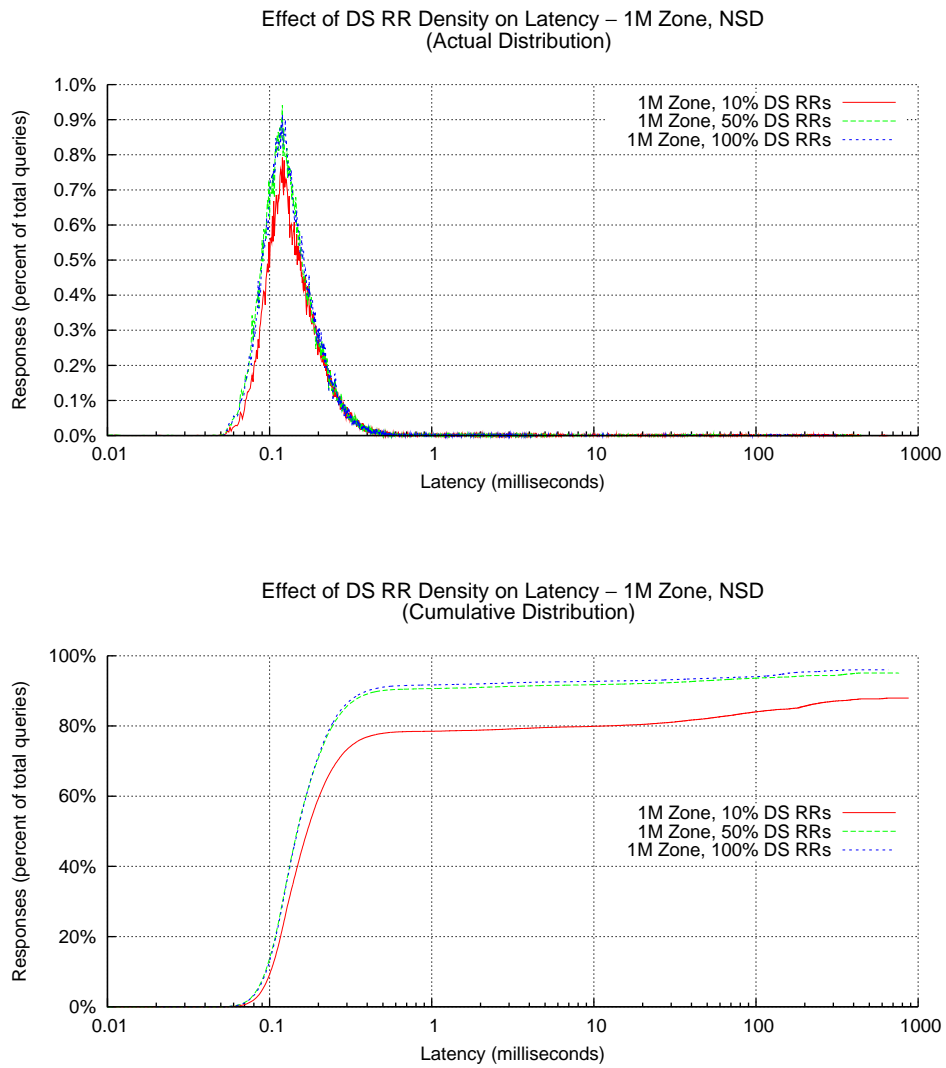 Effect of DS RR Density on Latency – 1M Zone, NSD
(Actual Distribution)
Responses (percent of total queries)
1.0%
0.9%
0.8%
0.7%
0.6%
0.5%
0.4%
0.3%
0.2%
0.1%
0.0%
1M Zone, 10% DS RRs
1M Zone, 50% DS RRs
1M Zone, 100% DS RRs
0.01 0.1 1 10 100 1000
Latency (milliseconds)
Effect of DS RR Density on Latency – 1M Zone, NSD
(Cumulative Distribution)
Responses (percent of total queries)
100%
80%
60%
40%
20%
0%
1M Zone, 10% DS RRs
1M Zone, 50% DS RRs
1M Zone, 100% DS RRs
0.01 0.1 1 10 100 1000
Latency (milliseconds)